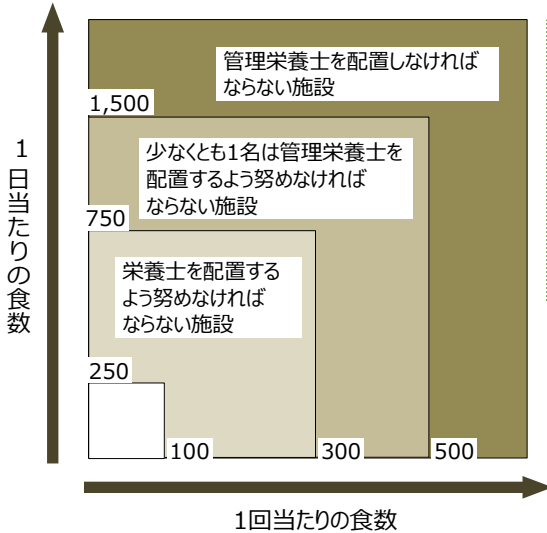 1日当たりの食数
管理栄養士を配置しなければ
ならない施設
1,500
少なくとも1名は管理栄養士を
配置するよう努めなければ
ならない施設
750
栄養士を配置する
よう努めなければ
ならない施設
250
100
300
500
1回当たりの食数